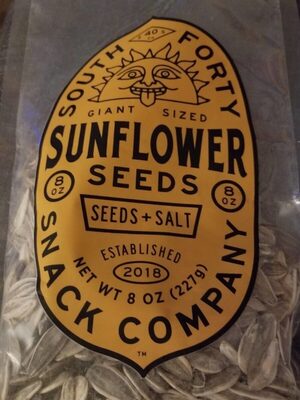 SOUTH FORTY
GIANT SIZED
SUNFLOWER
SEEDS
8 OZ
8 OZ
SEEDS + SALT
ESTABLISHED
2018
NET WT 8 OZ (227g)
SNACK COMPANY
TM